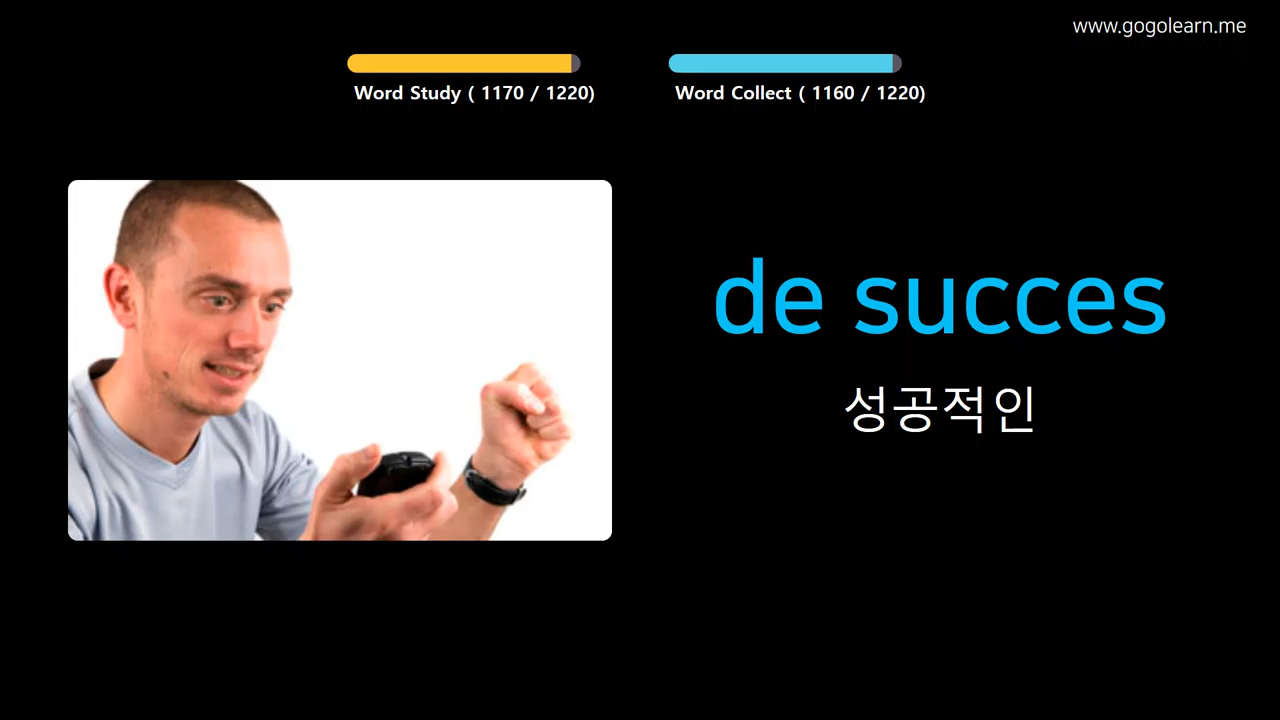 www.gogolearn.me
Word Study ( 1170 / 1220)
Word Collect ( 1160 / 1220)
de succes
성공적인